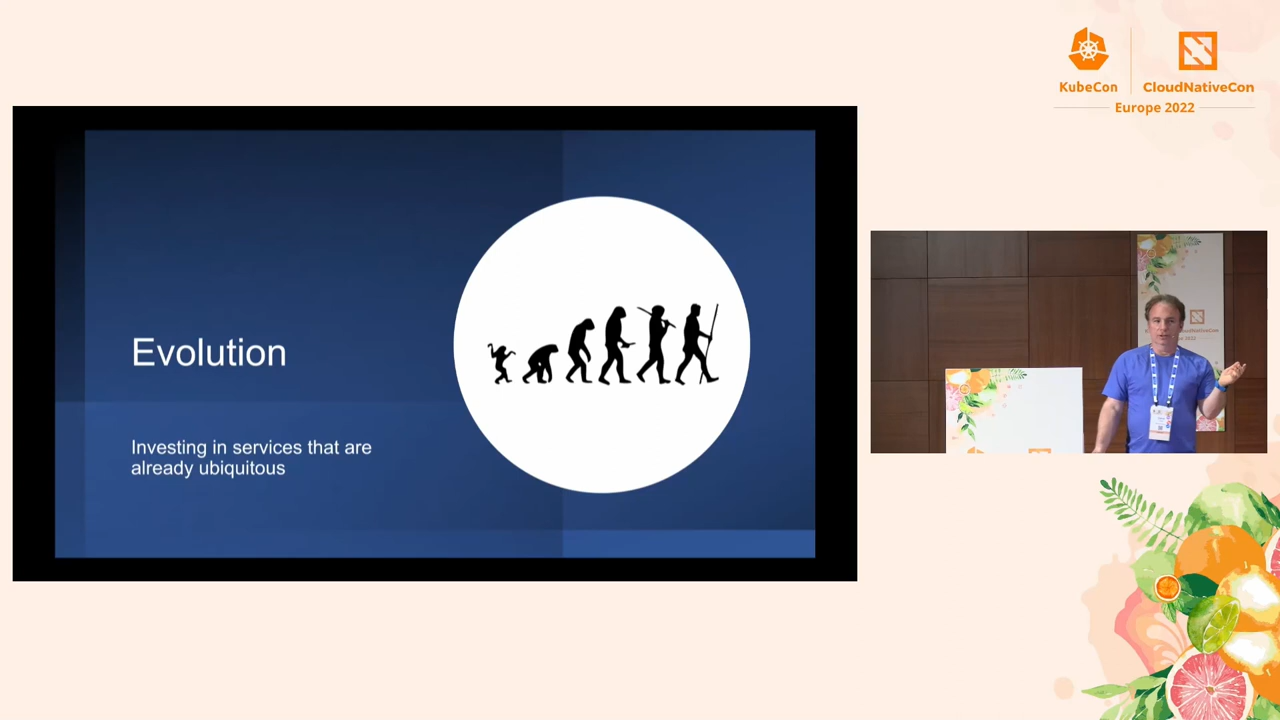 KubeCon
CloudNativeCon
Europe 2022
Evolution
Investing in services that are
already ubiquitous